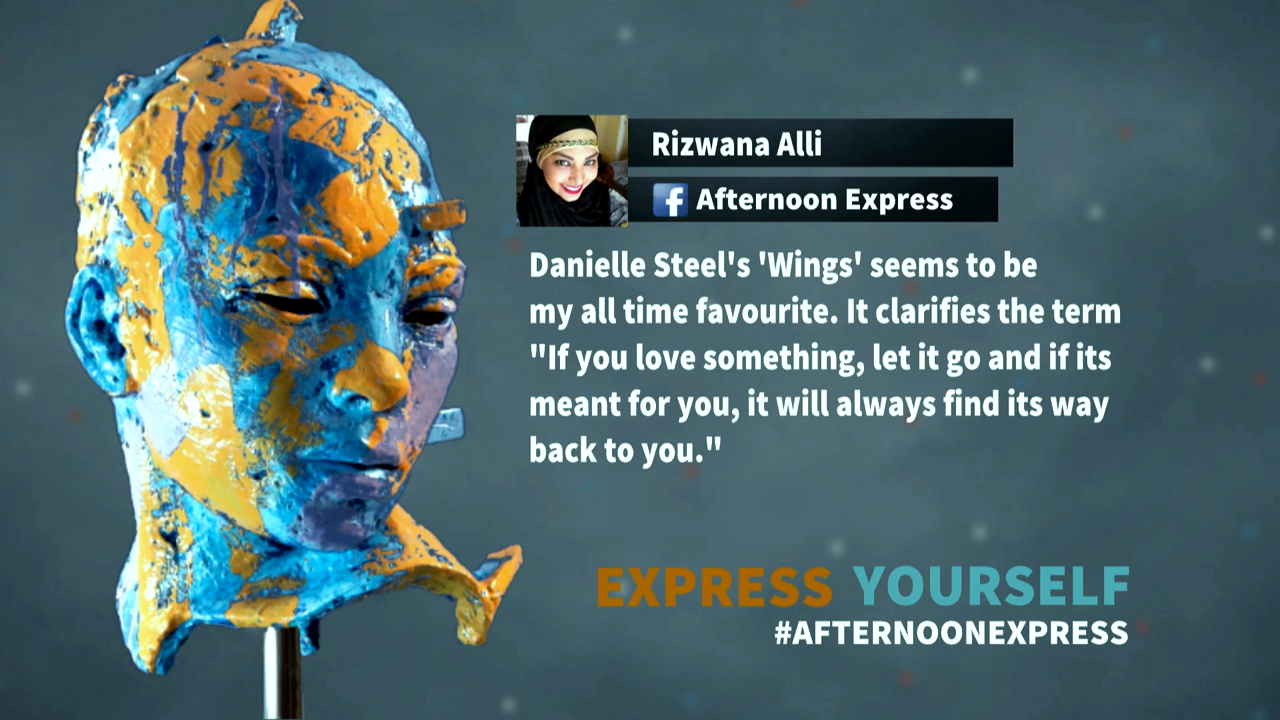 Rizwana Alli
f Afternoon Express
Danielle Steel's 'Wings' seems to be
my all time favourite. It clarifies the term
"If you love something, let it go and if its
meant for you, it will always find its way
back to you."
EXPRESS YOURSELF
#AFTERNOONEXPRESS